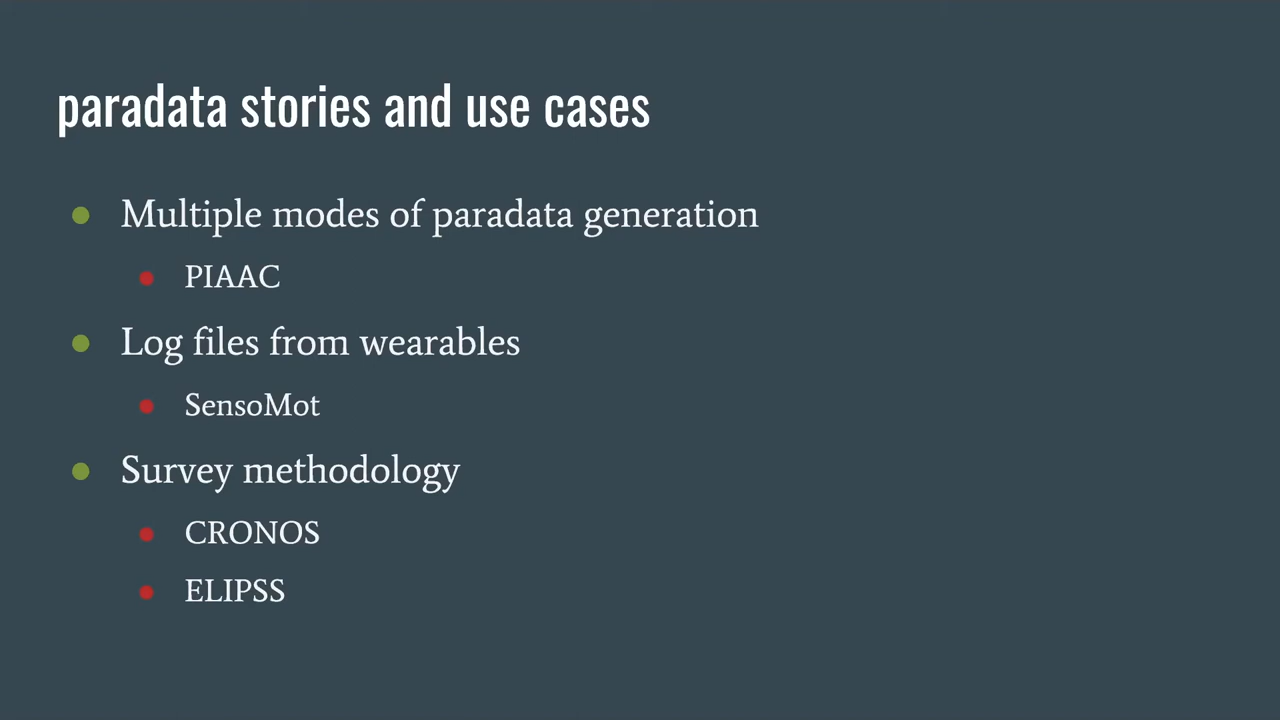 paradata stories and use cases
Multiple modes of paradata generation
PIAAC
Log files from wearables
SensoMot
Survey methodology
CRONOS
ELIPSS